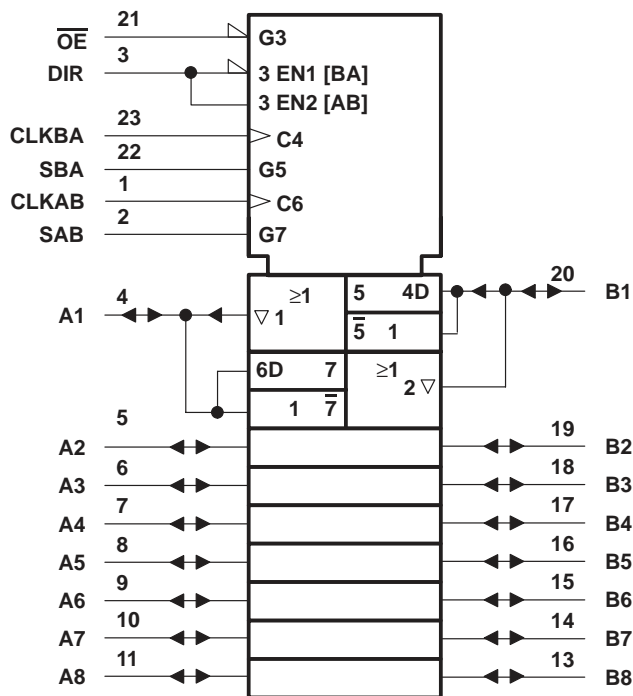 21
OE
G3
3
DIR
3 EN1 [BA]
3 EN2 [AB]
23
CLKBA
C4
22
SBA
G5
1
CLKAB
C6
2
SAB
G7
4
A1
≥1
▽ 1
5 4D
5 1
20
B1
6D 7
1 7
≥1
2 ▽
5
A2
19
B2
6
A3
18
B3
7
A4
17
B4
8
A5
16
B5
9
A6
15
B6
10
A7
14
B7
11
A8
13
B8